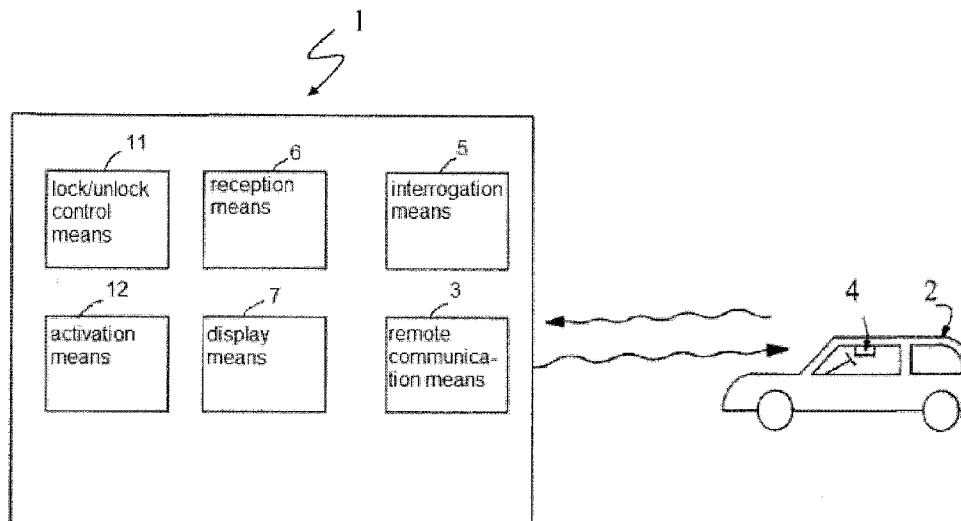 1
11
6
5
lock/unlock
control
means
reception
means
interrogation
means
12
7
3
activation
means
display
means
remote
communica-
tion means
4
2